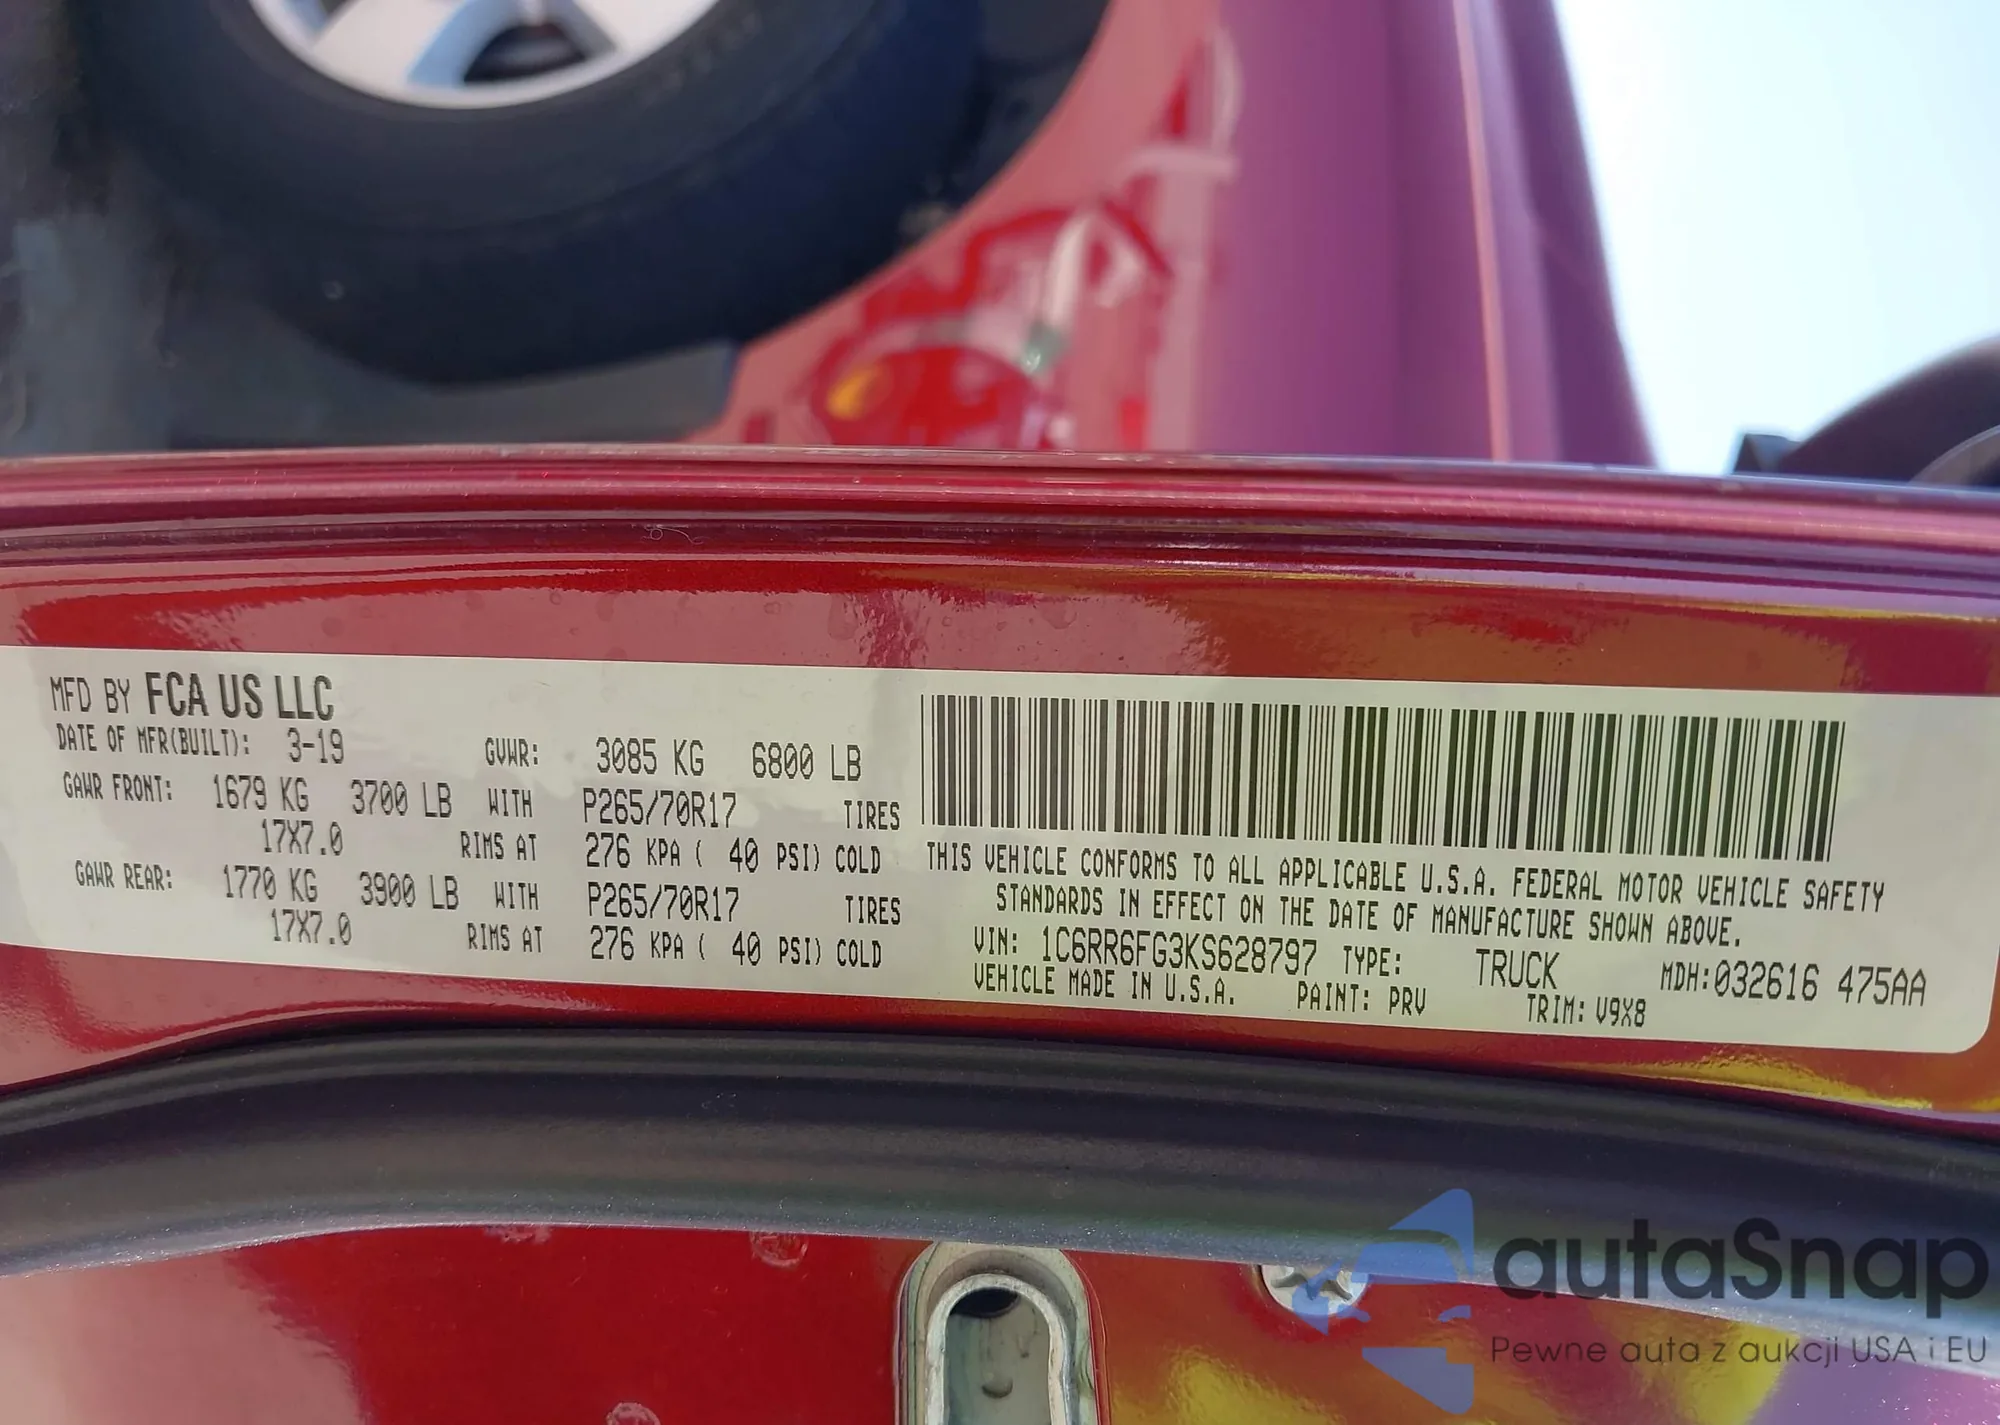 MFD BY FCA US LLC
DATE OF MFR(BUILT): 3-19 GVWR: 3085 KG 6800 LB
GAWR FRONT: 1679 KG 3700 LB WITH P265/70R17 TIRES
17X7.0 RIMS AT 276 KPA ( 40 PSI) COLD
GAWR REAR: 1770 KG 3900 LB WITH P265/70R17 TIRES
17X7.0 RIMS AT 276 KPA ( 40 PSI) COLD
THIS VEHICLE CONFORMS TO ALL APPLICABLE U.S.A. FEDERAL MOTOR VEHICLE SAFETY
STANDARDS IN EFFECT ON THE DATE OF MANUFACTURE SHOWN ABOVE.
VIN: 1C6RR6FG3KS628797 TYPE: TRUCK MDH:032616 475AA
VEHICLE MADE IN U.S.A. PAINT: PRV TRIM: V9X8
autaSnap
Pewne auta z aukcji USA i EU